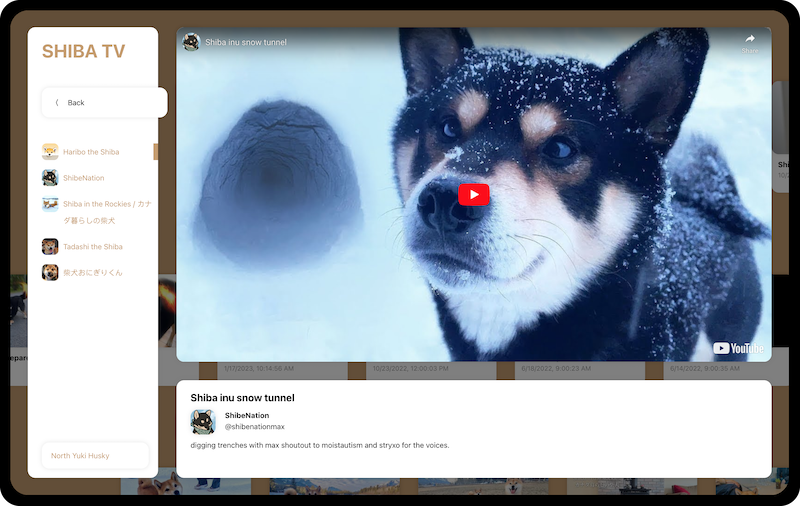 SHIBA TV
Back
Haribo the Shiba
ShibeNation
Shiba in the Rockies / カナ
ダ暮らしの柴犬
Tadashi the Shiba
柴犬おにぎりくん
North Yuki Husky
Shiba inu snow tunnel
Share
YouTube
1/17/2023, 10:14:56 AM
10/23/2022, 12:00:03 PM
9/18/2022, 9:00:23 AM
6/14/2022, 9:00:35 AM
Shiba inu snow tunnel
ShibeNation
@shibenationmax
digging trenches with max shoutout to moistautism and stryxo for the voices.